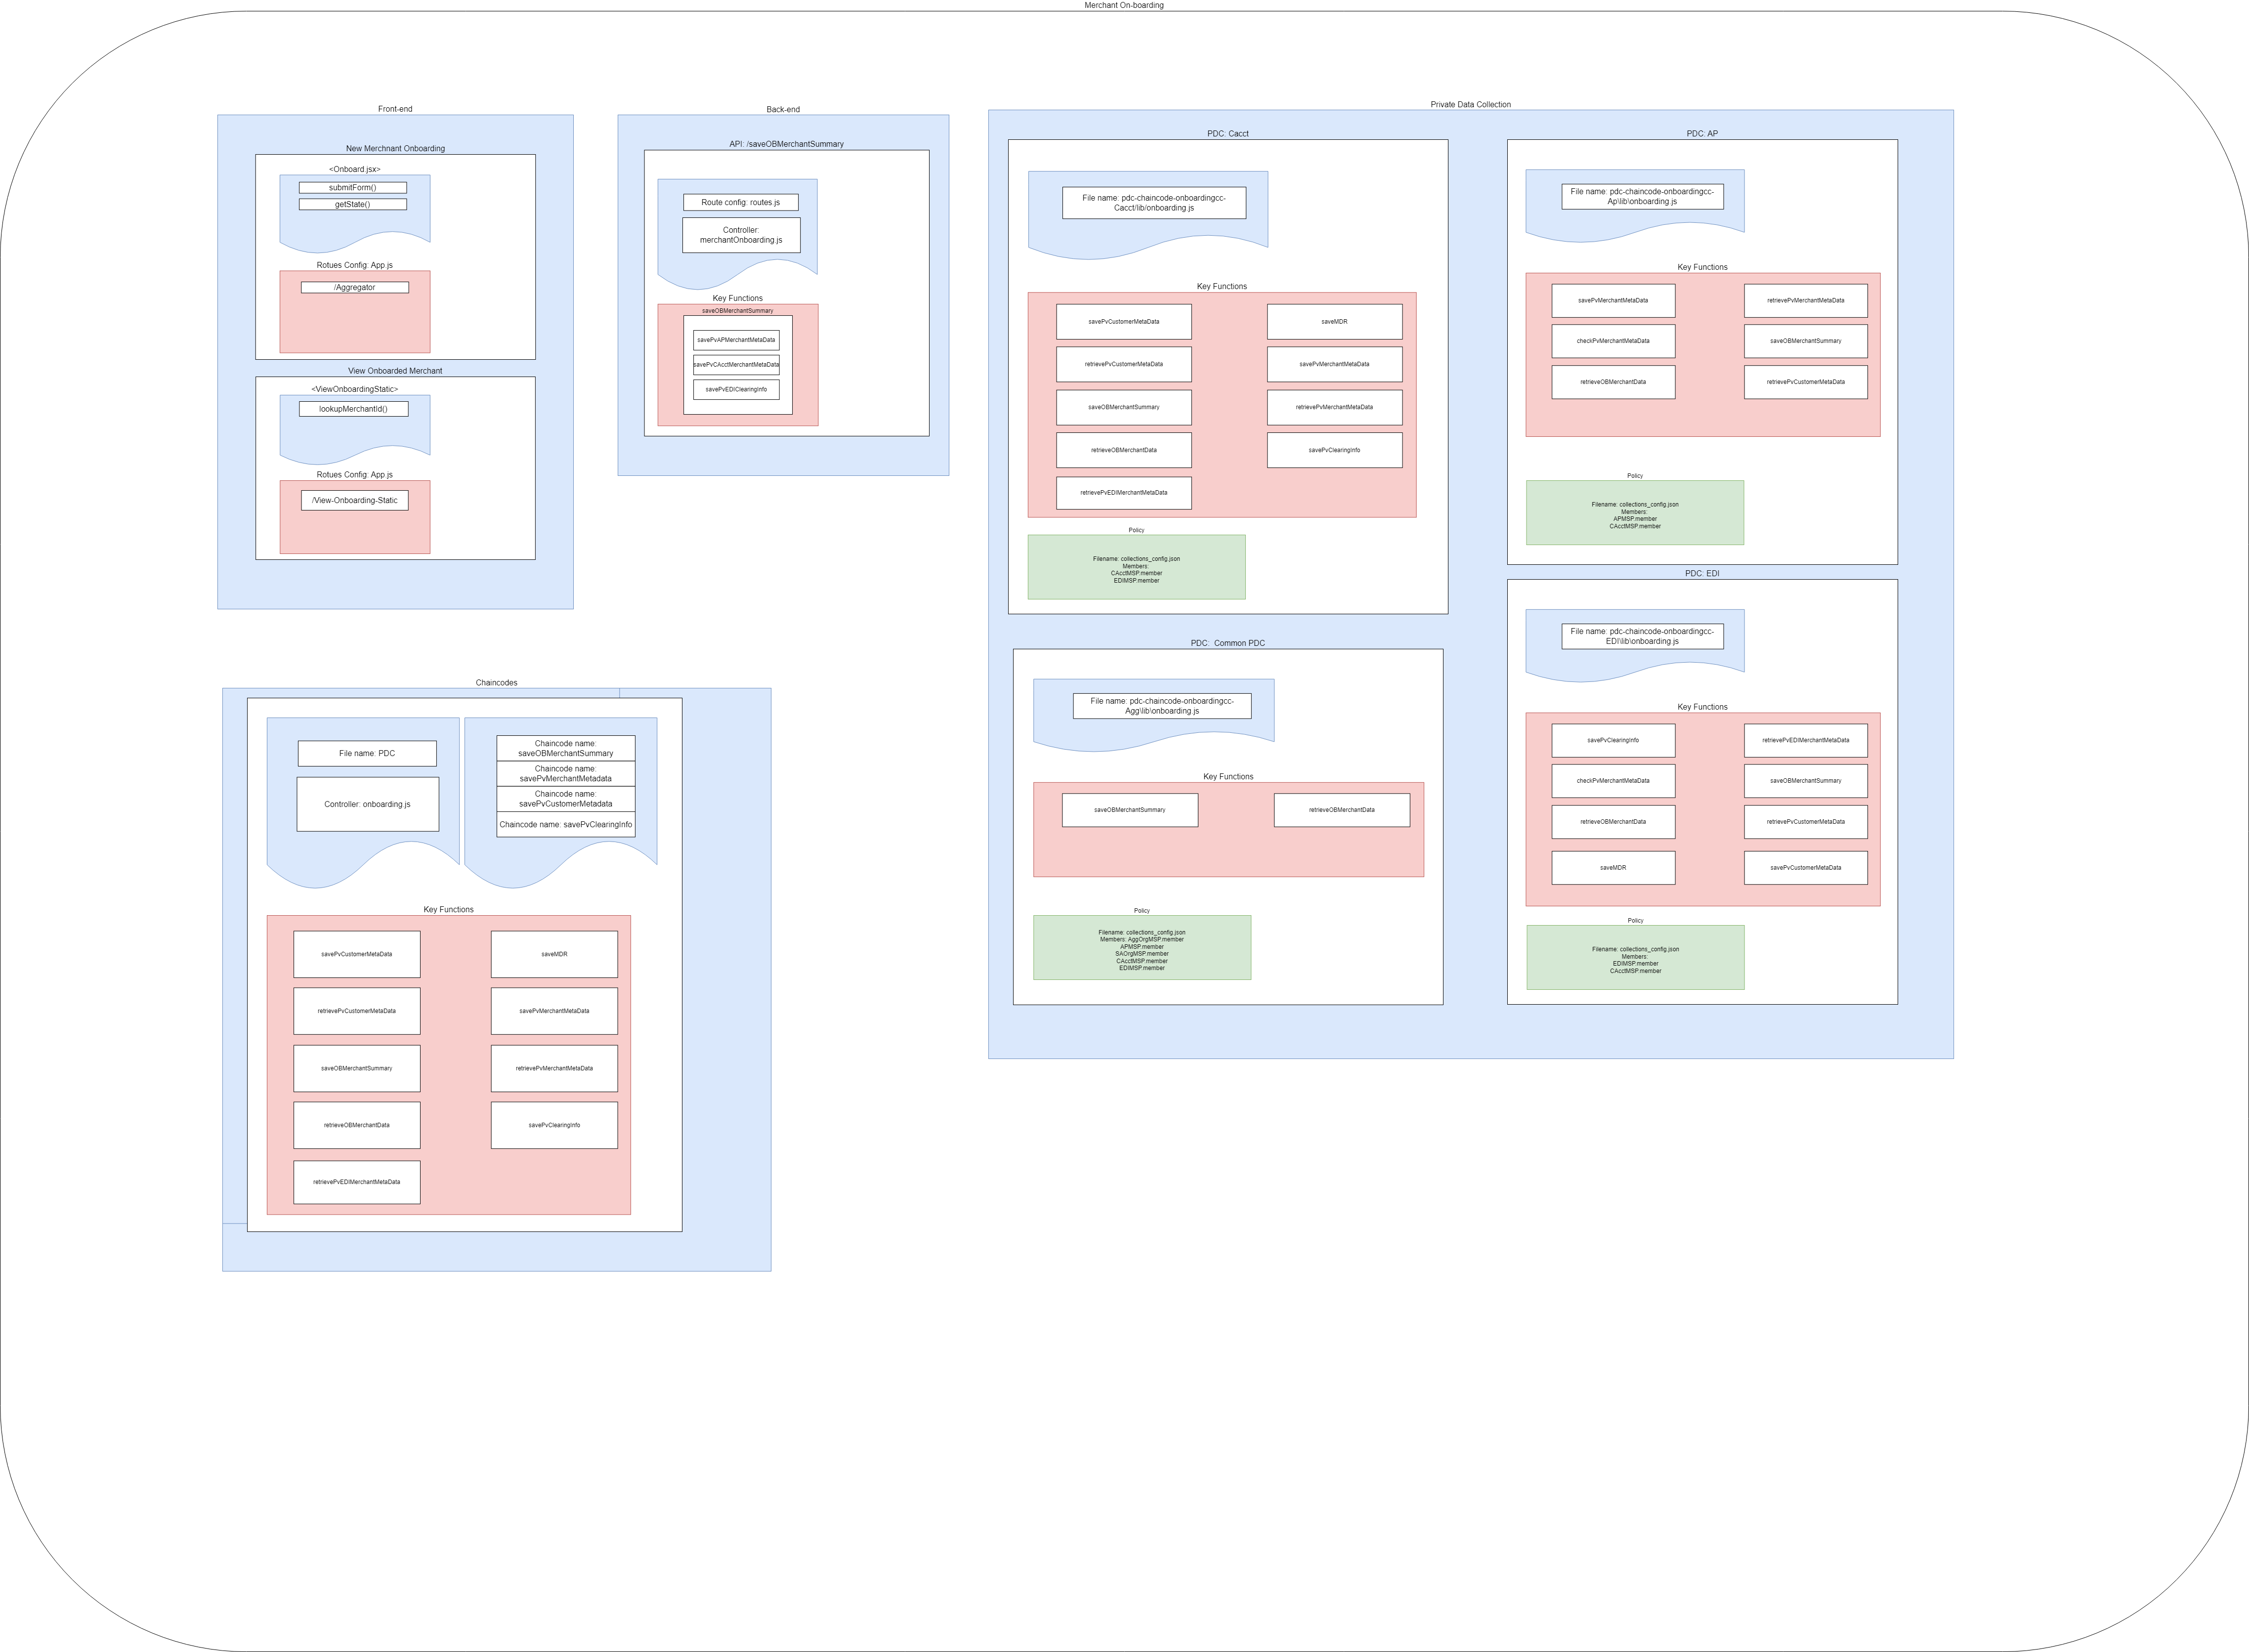 Merchant On-boarding
Front-end
New Merchnant Onboarding
<Onboard.jsx>
submitForm()
getState()
Rotues Config: App.js
/Aggregator
View Onboarded Merchant
<ViewOnboardingStatic>
lookupMerchantId()
Rotues Config: App.js
/View-Onboarding-Static
Back-end
API: /saveOBMerchantSummary
Route config: routes.js
Controller:
merchantOnboarding.js
Key Functions
saveOBMerchantSummary
savePvAPMerchantMetaData
savePvCAcctMerchantMetaData
savePvEDIClearingInfo
Private Data Collection
PDC: Cacct
File name: pdc-chaincode-onboardingcc-
Cacct/lib/onboarding.js
Key Functions
savePvCustomerMetaData
saveMDR
retrievePvCustomerMetaData
savePvMerchantMetaData
saveOBMerchantSummary
retrievePvMerchantMetaData
retrieveOBMerchantData
savePvClearingInfo
retrievePvEDIMerchantMetaData
Policy
Filename: collections_config.json
Members:
CAcctMSP.member
EDIMSP.member
PDC: AP
File name: pdc-chaincode-onboardingcc-
Ap\lib\onboarding.js
Key Functions
savePvMerchantMetaData
retrievePvMerchantMetaData
checkPvMerchantMetaData
saveOBMerchantSummary
retrieveOBMerchantData
retrievePvCustomerMetaData
Policy
Filename: collections_config.json
Members:
APMSP.member
CAcctMSP.member
PDC:  Common PDC
File name: pdc-chaincode-onboardingcc-
Agg\lib\onboarding.js
Key Functions
saveOBMerchantSummary
retrieveOBMerchantData
Policy
Filename: collections_config.json
Members: AggOrgMSP.member
APMSP.member
SAOrgMSP.member
CAcctMSP.member
EDIMSP.member
PDC: EDI
File name: pdc-chaincode-onboardingcc-
EDI\lib\onboarding.js
Key Functions
savePvClearingInfo
retrievePvEDIMerchantMetaData
checkPvMerchantMetaData
saveOBMerchantSummary
retrieveOBMerchantData
retrievePvCustomerMetaData
saveMDR
savePvCustomerMetaData
Policy
Filename: collections_config.json
Members:
EDIMSP.member
CAcctMSP.member
Chaincodes
File name: PDC
Controller: onboarding.js
Chaincode name:
saveOBMerchantSummary
Chaincode name:
savePvMerchantMetadata
Chaincode name:
savePvCustomerMetadata
Chaincode name: savePvClearingInfo
Key Functions
savePvCustomerMetaData
saveMDR
retrievePvCustomerMetaData
savePvMerchantMetaData
saveOBMerchantSummary
retrievePvMerchantMetaData
retrieveOBMerchantData
savePvClearingInfo
retrievePvEDIMerchantMetaData